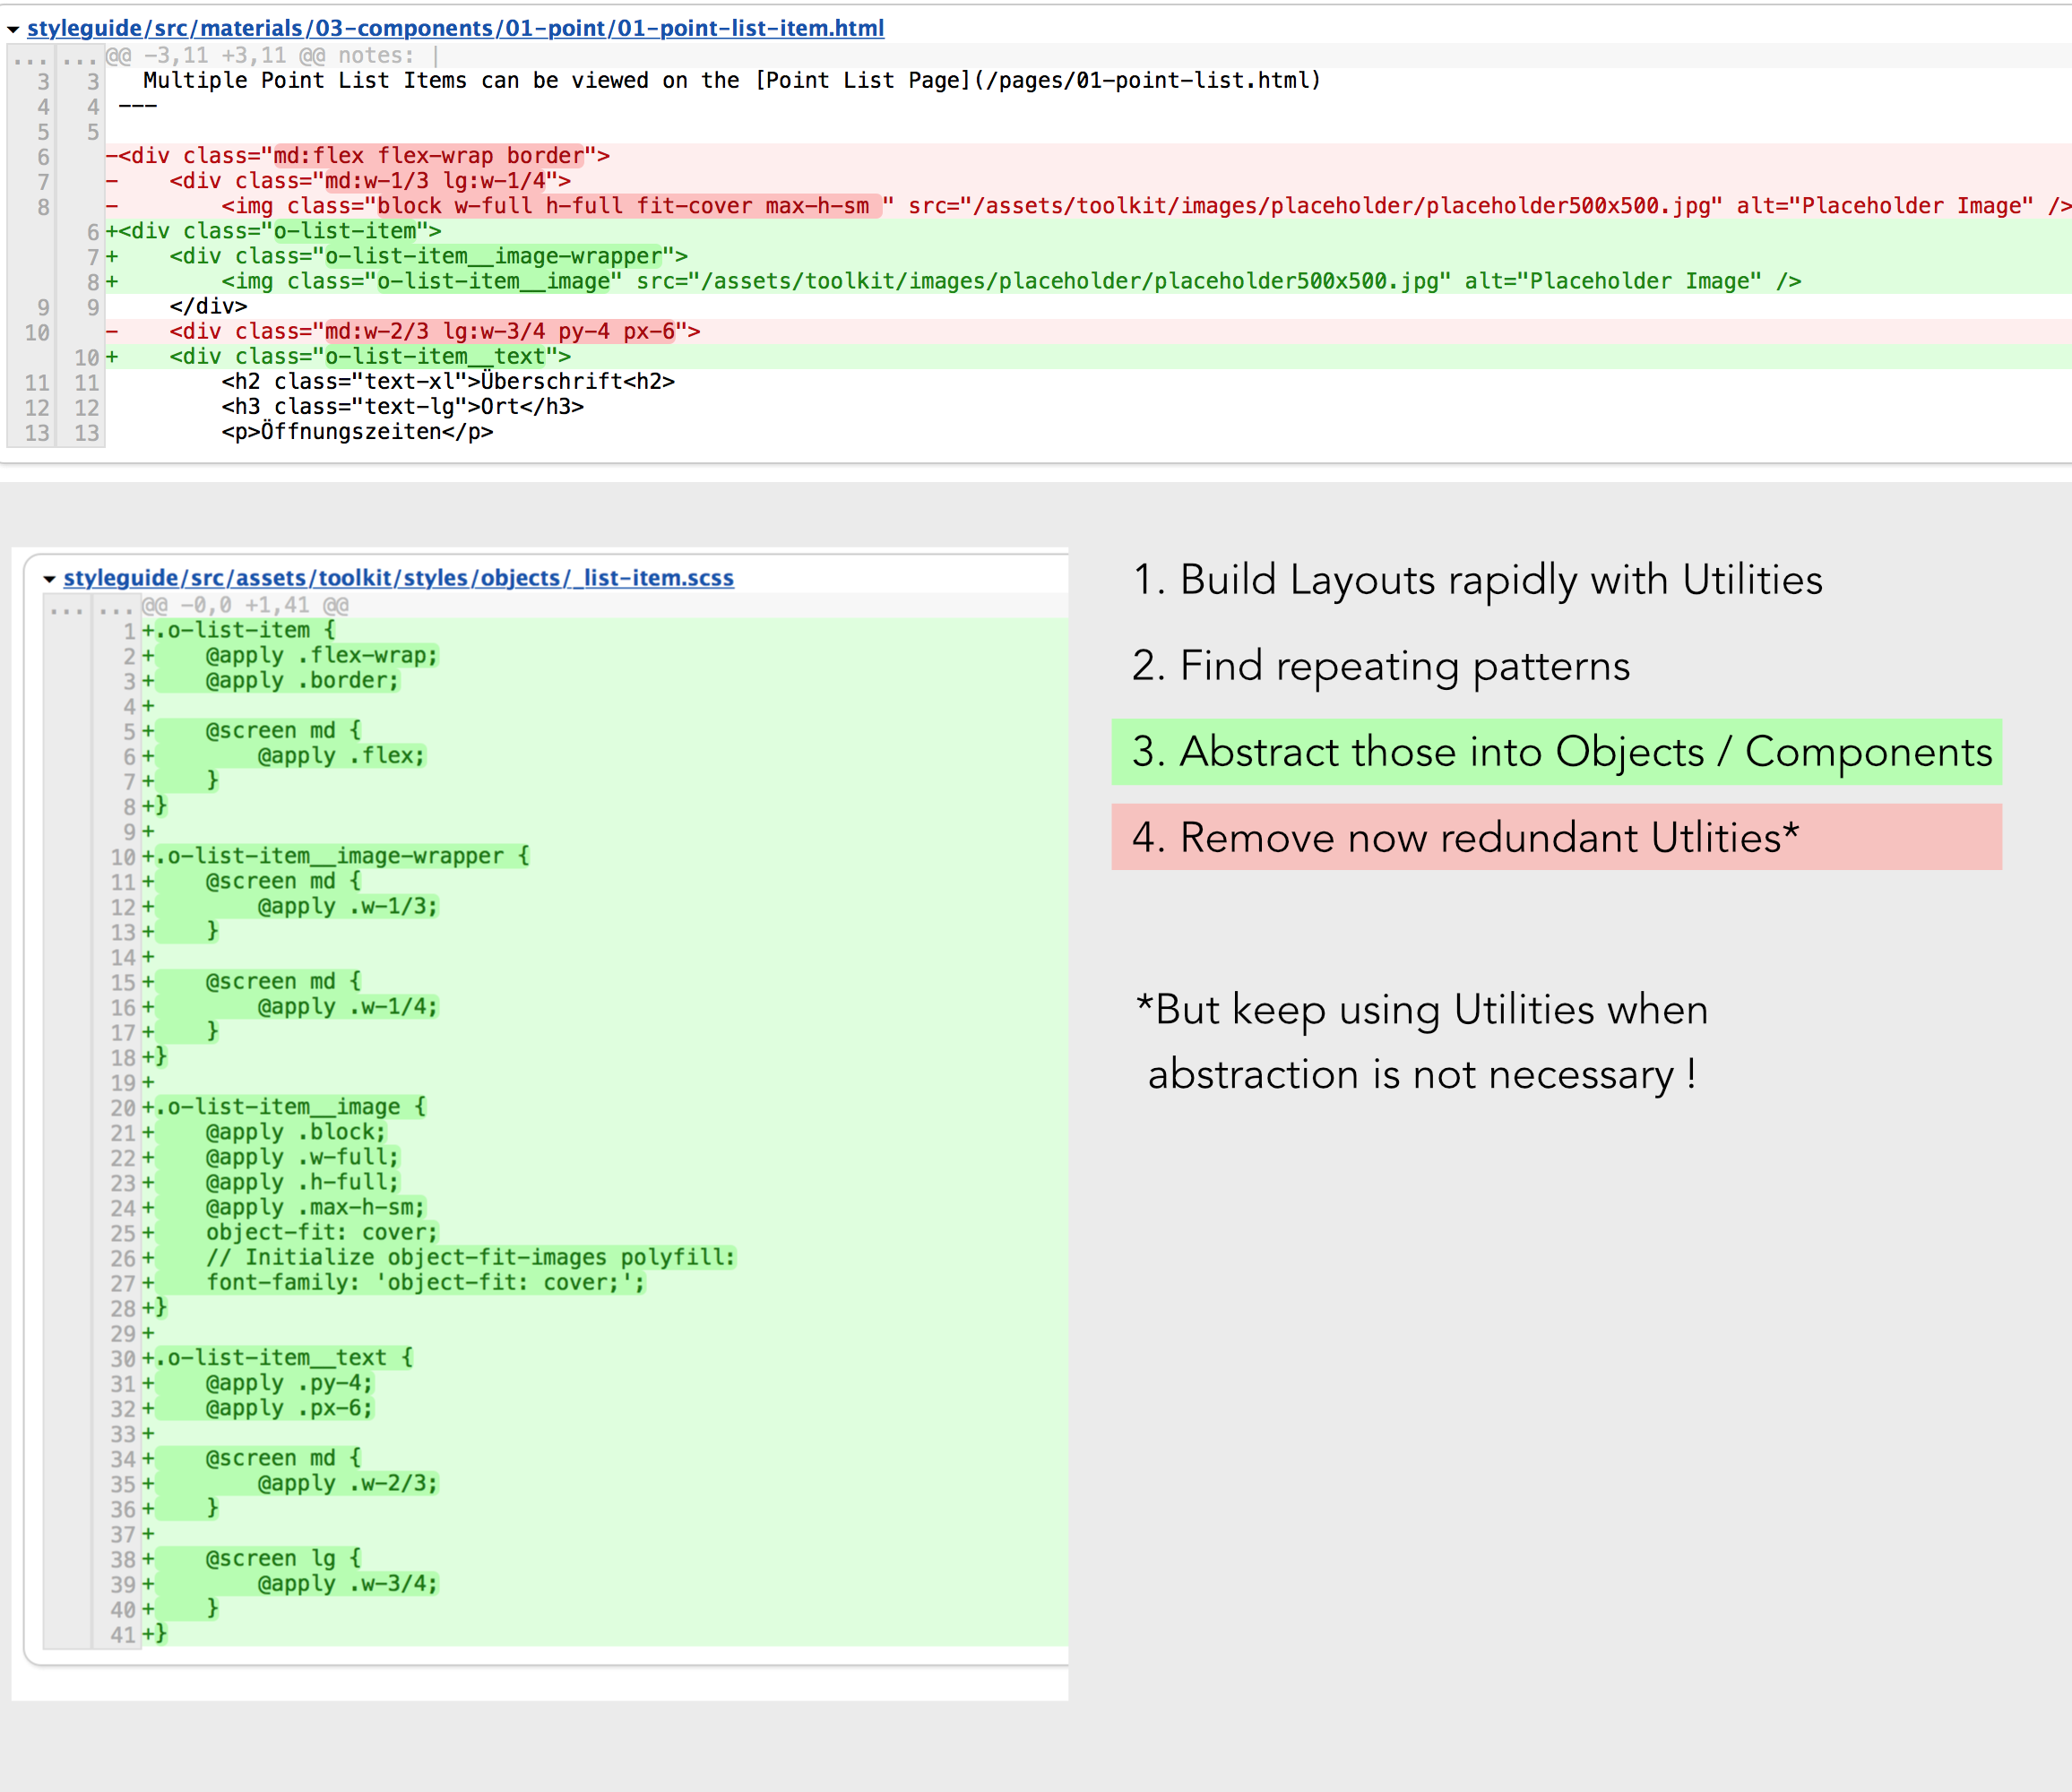 styleguide/src/materials/03-components/01-point/01-point-list-item.html
... ... @@ -3,11 +3,11 @@ notes: |
3 3 Multiple Point List Items can be viewed on the [Point List Page](/pages/01-point-list.html)
4 4 ---
5 5
6 -<div class="md:flex flex-wrap border">
7 - <div class="md:w-1/3 lg:w-1/4">
8 - <img class="block w-full h-full fit-cover max-h-sm " src="/assets/toolkit/images/placeholder/placeholder500x500.jpg" alt="Placeholder Image" />
6 +<div class="o-list-item">
7 + <div class="o-list-item__image-wrapper">
8 + <img class="o-list-item__image" src="/assets/toolkit/images/placeholder/placeholder500x500.jpg" alt="Placeholder Image" />
9 9 </div>
10 - <div class="md:w-2/3 lg:w-3/4 py-4 px-6">
10 + <div class="o-list-item__text">
11 11 <h2 class="text-xl">Überschrift<h2>
12 12 <h3 class="text-lg">Ort</h3>
13 13 <p>Öffnungszeiten</p>
styleguide/src/assets/toolkit/styles/objects/_list-item.scss
... ... @@ -0,0 +1,41 @@
1 +.o-list-item {
2 + @apply .flex-wrap;
3 + @apply .border;
4 +
5 + @screen md {
6 + @apply .flex;
7 + }
8 +}
9 +
10 +.o-list-item__image-wrapper {
11 + @screen md {
12 + @apply .w-1/3;
13 + }
14 +
15 + @screen md {
16 + @apply .w-1/4;
17 + }
18 +}
19 +
20 +.o-list-item__image {
21 + @apply .block;
22 + @apply .w-full;
23 + @apply .h-full;
24 + @apply .max-h-sm;
25 + object-fit: cover;
26 + // Initialize object-fit-images polyfill:
27 + font-family: 'object-fit: cover;';
28 +}
29 +
30 +.o-list-item__text {
31 + @apply .py-4;
32 + @apply .px-6;
33 +
34 + @screen md {
35 + @apply .w-2/3;
36 + }
37 +
38 + @screen lg {
39 + @apply .w-3/4;
40 + }
41 +}
1. Build Layouts rapidly with Utilities
2. Find repeating patterns
3. Abstract those into Objects / Components
4. Remove now redundant Utlities*
*But keep using Utilities when
abstraction is not necessary !